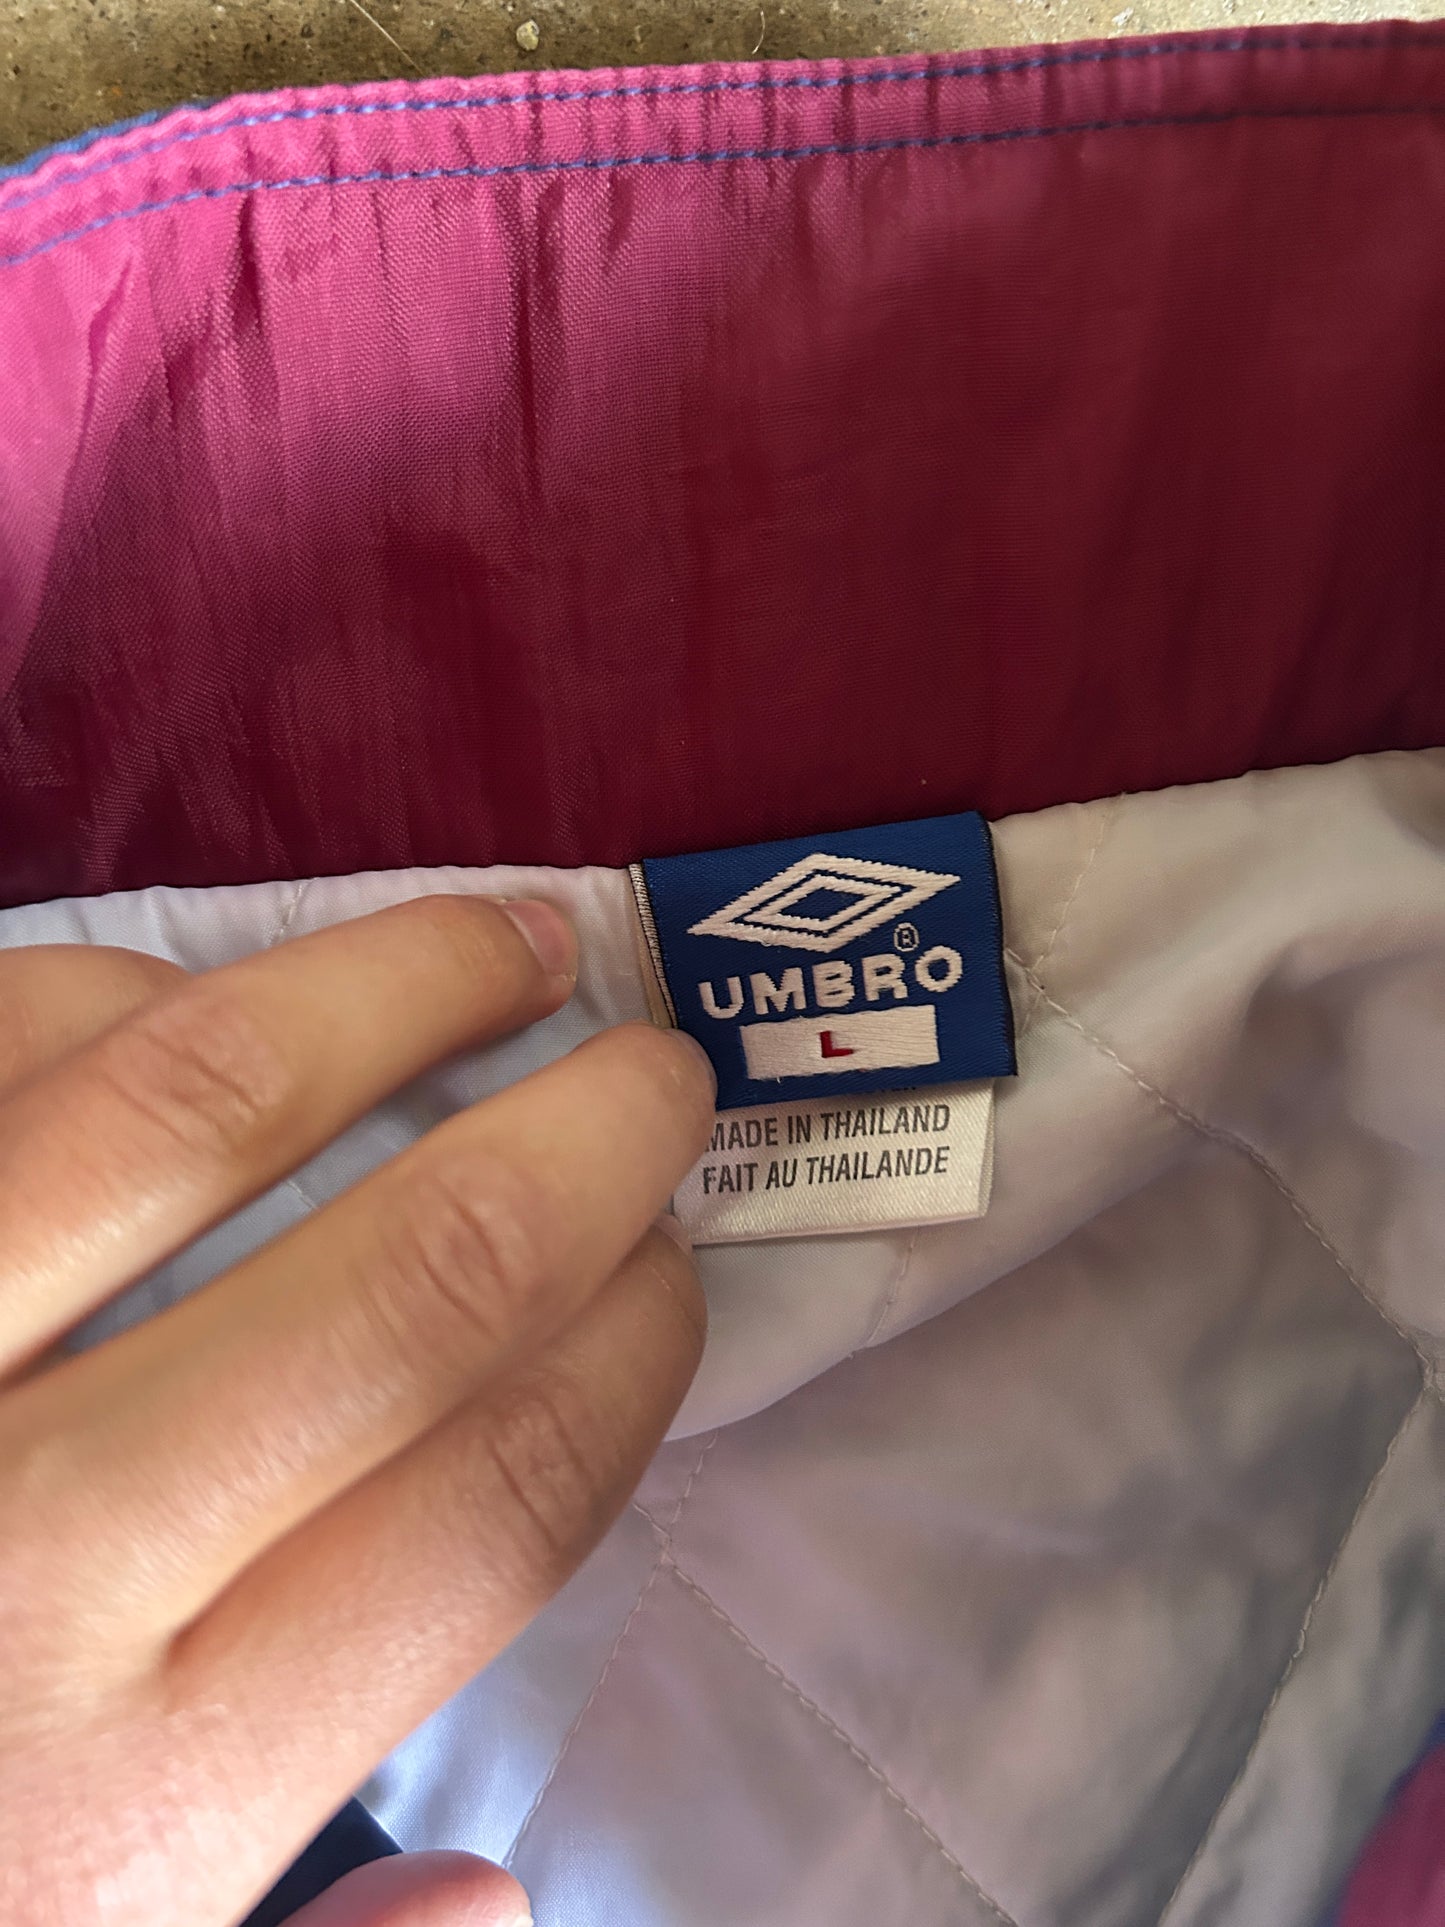 ®
UMBRO
L
MADE IN THAILAND
FAIT AU THAILANDE